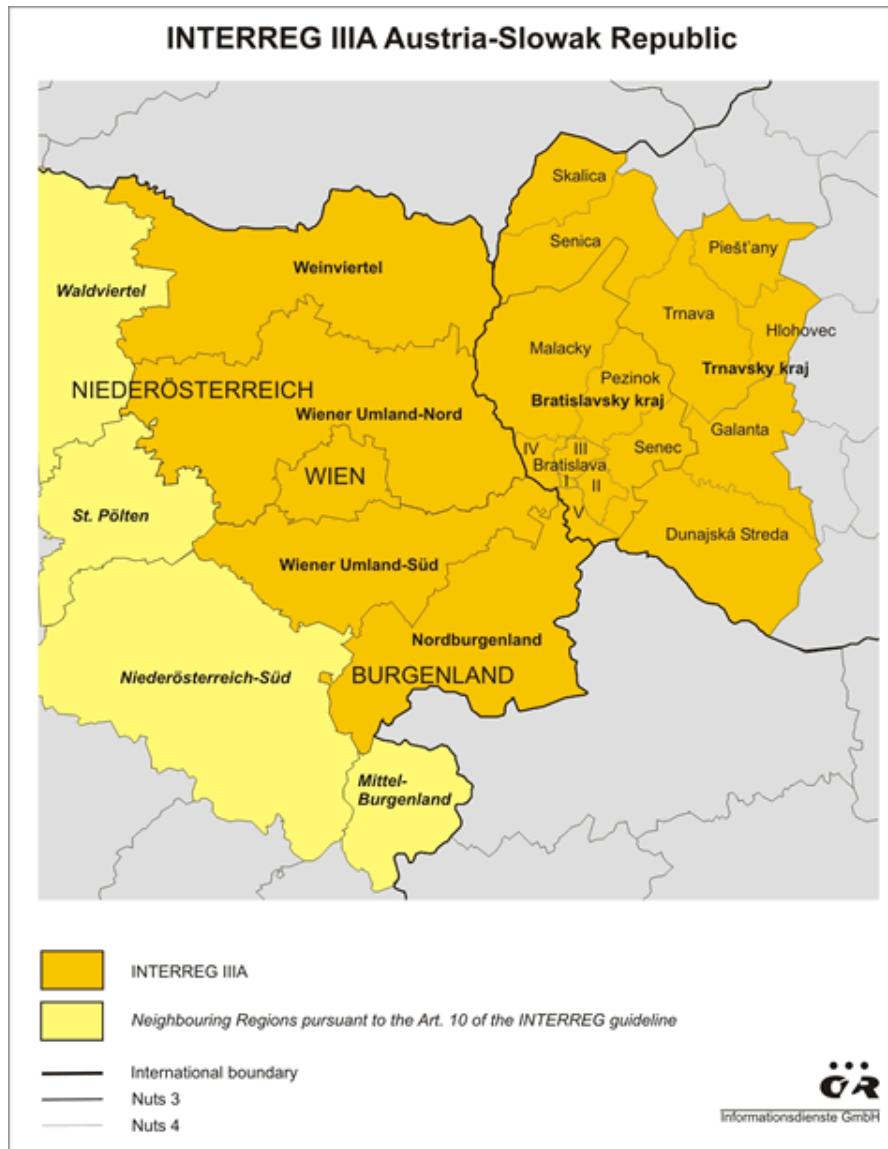 INTERREG IIIA Austria-Slowak Republic
Skalica
Senica
Piešt'any
Weinviertel
Waldviertel
Trnava
Hlohovec
Malacky
Trnavsky kraj
Pezinok
NIEDERÖSTERREICH
Bratislavsky kraj
Wiener Umland-Nord
Galanta
IV
III
Senec
Bratislava
WIEN
I
II
St. Pölten
V
Dunajská Streda
Wiener Umland-Süd
Nordburgenland
Niederösterreich-Süd
BURGENLAND
Mittel-
Burgenland
INTERREG IIIA
Neighbouring Regions pursuant to the Art. 10 of the INTERREG guideline
International boundary
Nuts 3
Nuts 4
ÖIR
Informationsdienste GmbH